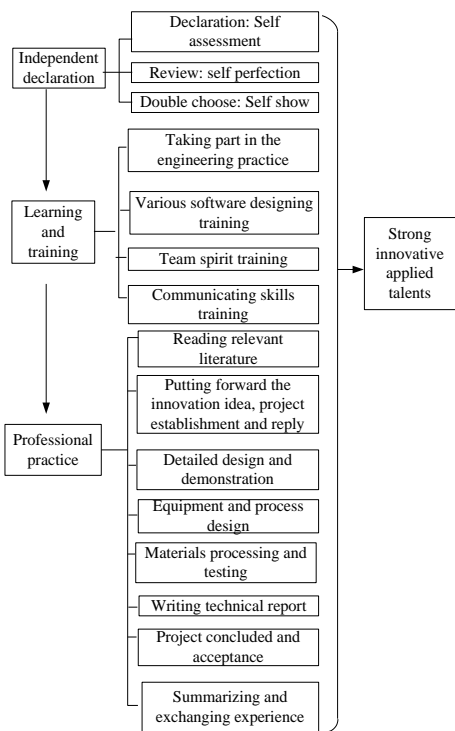 Independent
declaration
Declaration: Self
assessment
Review: self perfection
Double choose: Self show
Learning
and
training
Taking part in the
engineering practice
Various software designing
training
Team spirit training
Communicating skills
training
Professional
practice
Reading relevant
literature
Putting forward the
innovation idea, project
establishment and reply
Detailed design and
demonstration
Equipment and process
design
Materials processing and
testing
Writing technical report
Project concluded and
acceptance
Summarizing and
exchanging experience
Strong
innovative
applied
talents